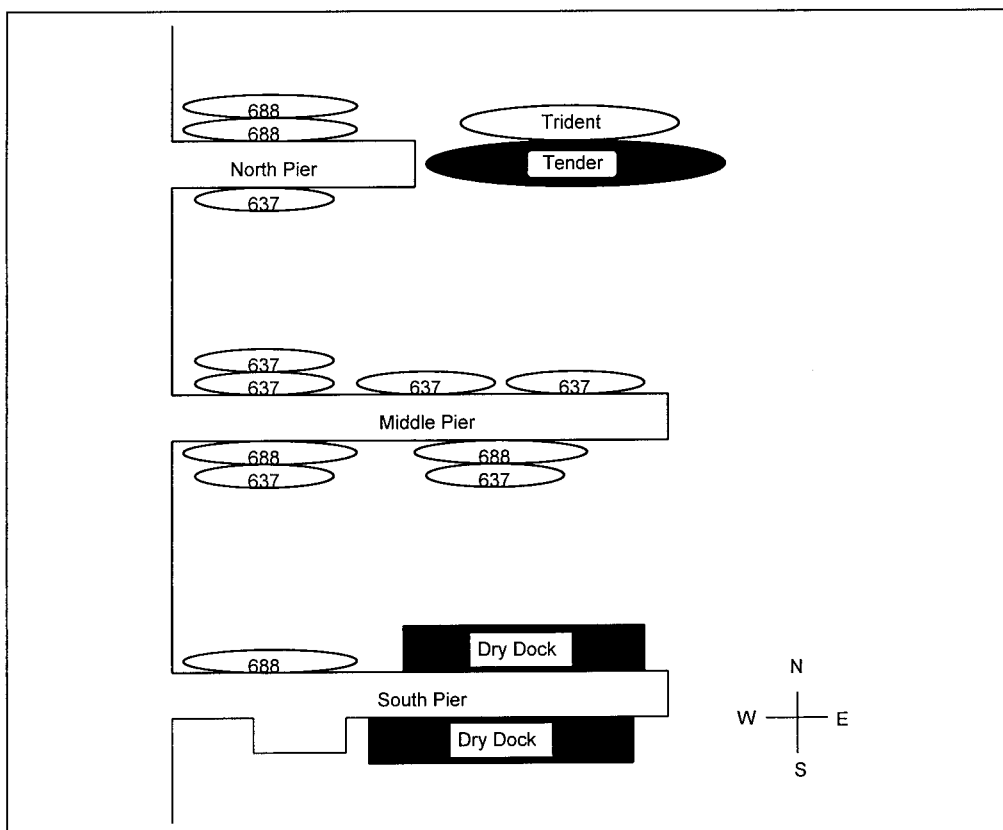 688
688
Trident
North Pier
Tender
637
637
637
637
637
Middle Pier
688
688
637
637
Dry Dock
688
N
South Pier
W
E
Dry Dock
S